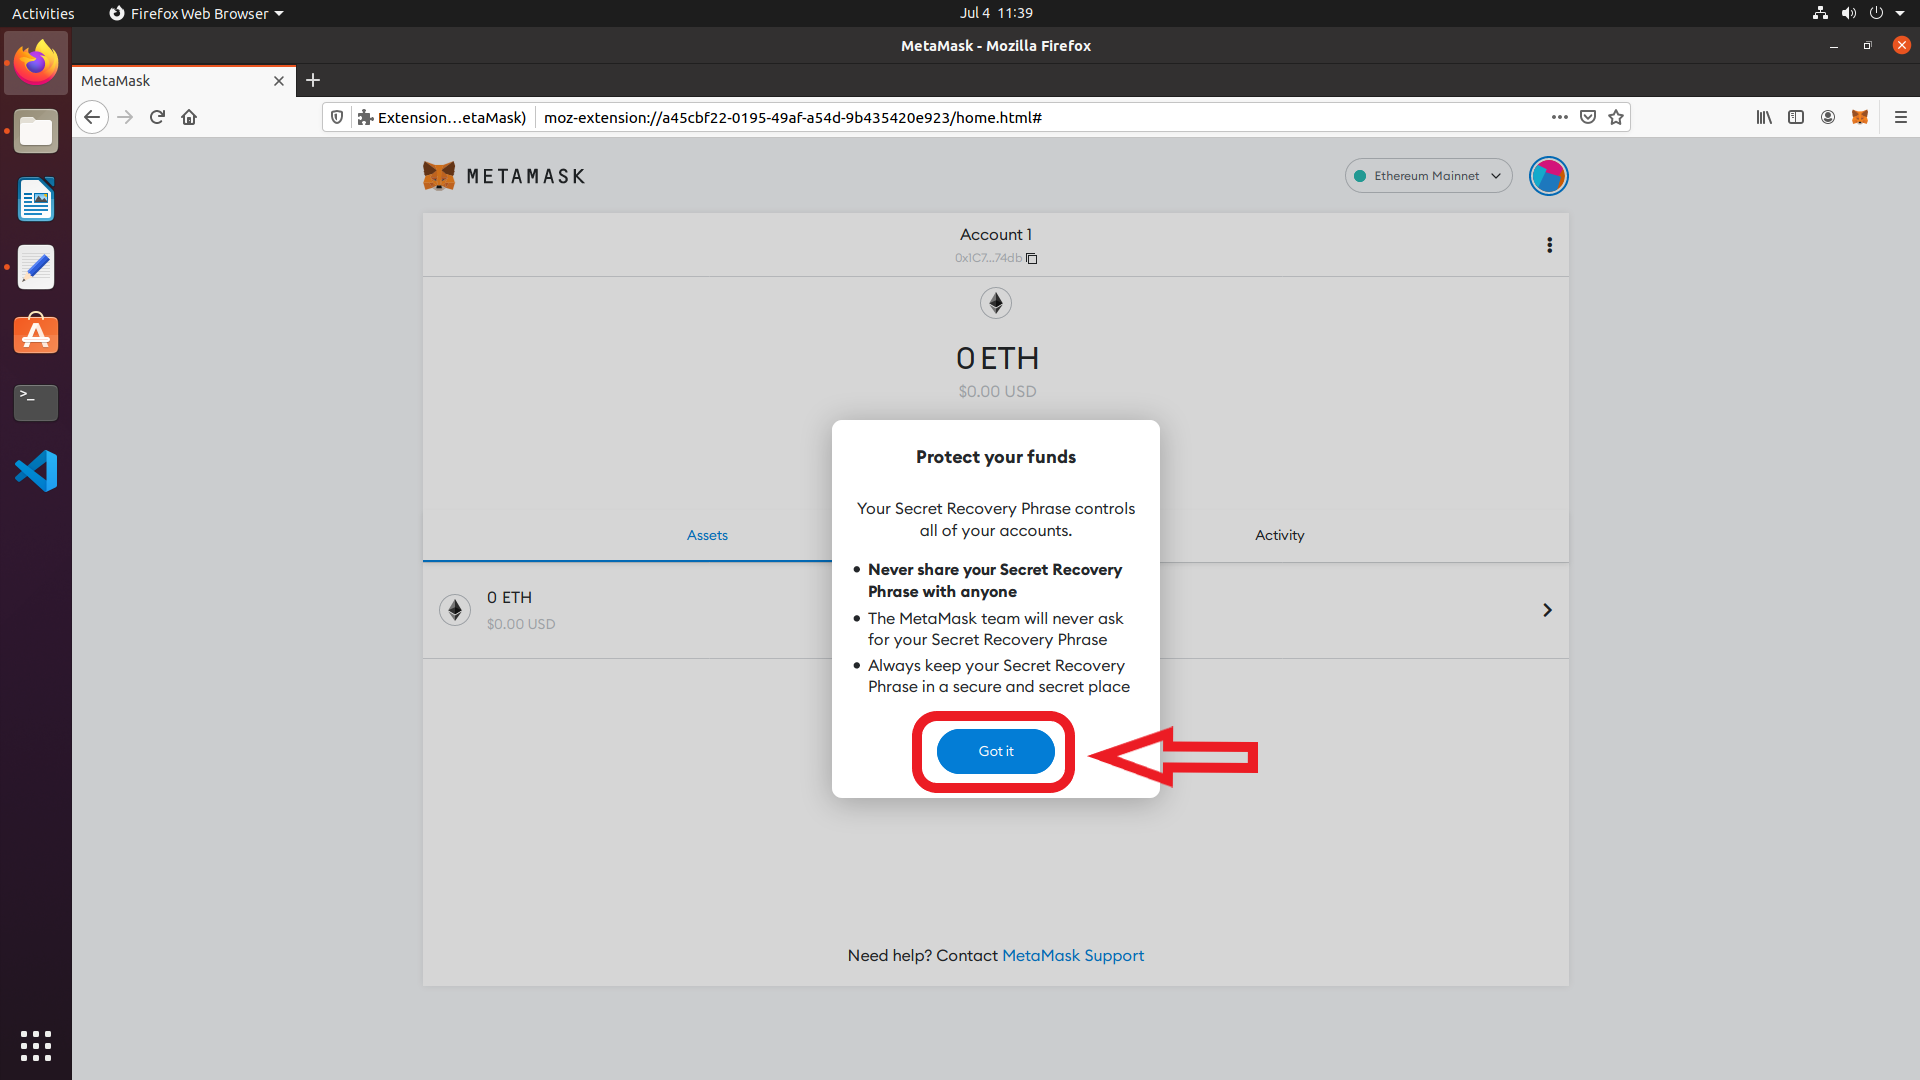 Activities
Firefox Web Browser
Jul 4 11:39
MetaMask - Mozilla Firefox
MetaMask
Extension…etaMask)
moz-extension://a45cbf22-0195-49af-a54d-9b435420e923/home.html#
METAMASK
Ethereum Mainnet
Account 1
0x1C7...74db
0 ETH
$0.00 USD
Protect your funds
Your Secret Recovery Phrase controls
all of your accounts.
• Never share your Secret Recovery
Phrase with anyone
• The MetaMask team will never ask
for your Secret Recovery Phrase
• Always keep your Secret Recovery
Phrase in a secure and secret place
Got it
Assets
Activity
0 ETH
$0.00 USD
Need help? Contact MetaMask Support